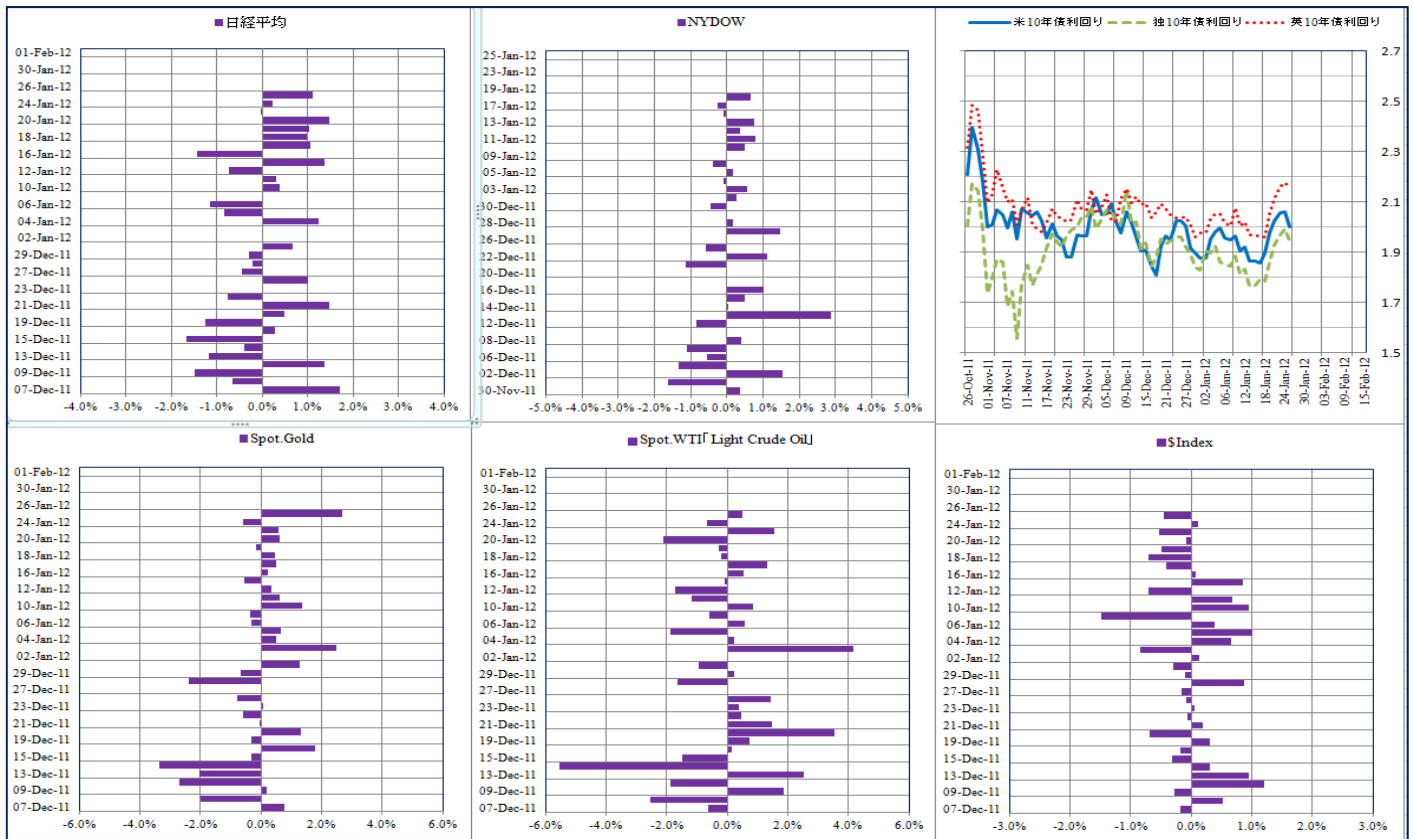 日経平均
01-Feb-12
30-Jan-12
26-Jan-12
24-Jan-12
20-Jan-12
18-Jan-12
16-Jan-12
12-Jan-12
10-Jan-12
06-Jan-12
04-Jan-12
02-Jan-12
29-Dec-11
27-Dec-11
23-Dec-11
21-Dec-11
19-Dec-11
15-Dec-11
13-Dec-11
09-Dec-11
07-Dec-11
-4.0% -3.0% -2.0% -1.0% 0.0% 1.0% 2.0% 3.0% 4.0%
NYDOW
25-Jan-12
23-Jan-12
19-Jan-12
17-Jan-12
13-Jan-12
11-Jan-12
09-Jan-12
05-Jan-12
03-Jan-12
30-Dec-11
28-Dec-11
26-Dec-11
22-Dec-11
20-Dec-11
16-Dec-11
14-Dec-11
12-Dec-11
08-Dec-11
06-Dec-11
02-Dec-11
30-Nov-11
-5.0% -4.0% -3.0% -2.0% -1.0% 0.0% 1.0% 2.0% 3.0% 4.0% 5.0%
米10年債利回り 独10年債利回り 英10年債利回り
2.7
2.5
2.3
2.1
1.9
1.7
1.5
26-Oct-11
01-Nov-11
07-Nov-11
11-Nov-11
17-Nov-11
23-Nov-11
29-Nov-11
05-Dec-11
09-Dec-11
15-Dec-11
21-Dec-11
27-Dec-11
02-Jan-12
06-Jan-12
12-Jan-12
18-Jan-12
24-Jan-12
30-Jan-12
03-Feb-12
09-Feb-12
15-Feb-12
Spot.Gold
01-Feb-12
30-Jan-12
26-Jan-12
24-Jan-12
20-Jan-12
18-Jan-12
16-Jan-12
12-Jan-12
10-Jan-12
06-Jan-12
04-Jan-12
02-Jan-12
29-Dec-11
27-Dec-11
23-Dec-11
21-Dec-11
19-Dec-11
15-Dec-11
13-Dec-11
09-Dec-11
07-Dec-11
-6.0% -4.0% -2.0% 0.0% 2.0% 4.0% 6.0%
Spot.WTI「Light Crude Oil」
01-Feb-12
30-Jan-12
26-Jan-12
24-Jan-12
20-Jan-12
18-Jan-12
16-Jan-12
12-Jan-12
10-Jan-12
06-Jan-12
04-Jan-12
02-Jan-12
29-Dec-11
27-Dec-11
23-Dec-11
21-Dec-11
19-Dec-11
15-Dec-11
13-Dec-11
09-Dec-11
07-Dec-11
-6.0% -4.0% -2.0% 0.0% 2.0% 4.0% 6.0%
$Index
01-Feb-12
30-Jan-12
26-Jan-12
24-Jan-12
20-Jan-12
18-Jan-12
16-Jan-12
12-Jan-12
10-Jan-12
06-Jan-12
04-Jan-12
02-Jan-12
29-Dec-11
27-Dec-11
23-Dec-11
21-Dec-11
19-Dec-11
15-Dec-11
13-Dec-11
09-Dec-11
07-Dec-11
-3.0% -2.0% -1.0% 0.0% 1.0% 2.0% 3.0%